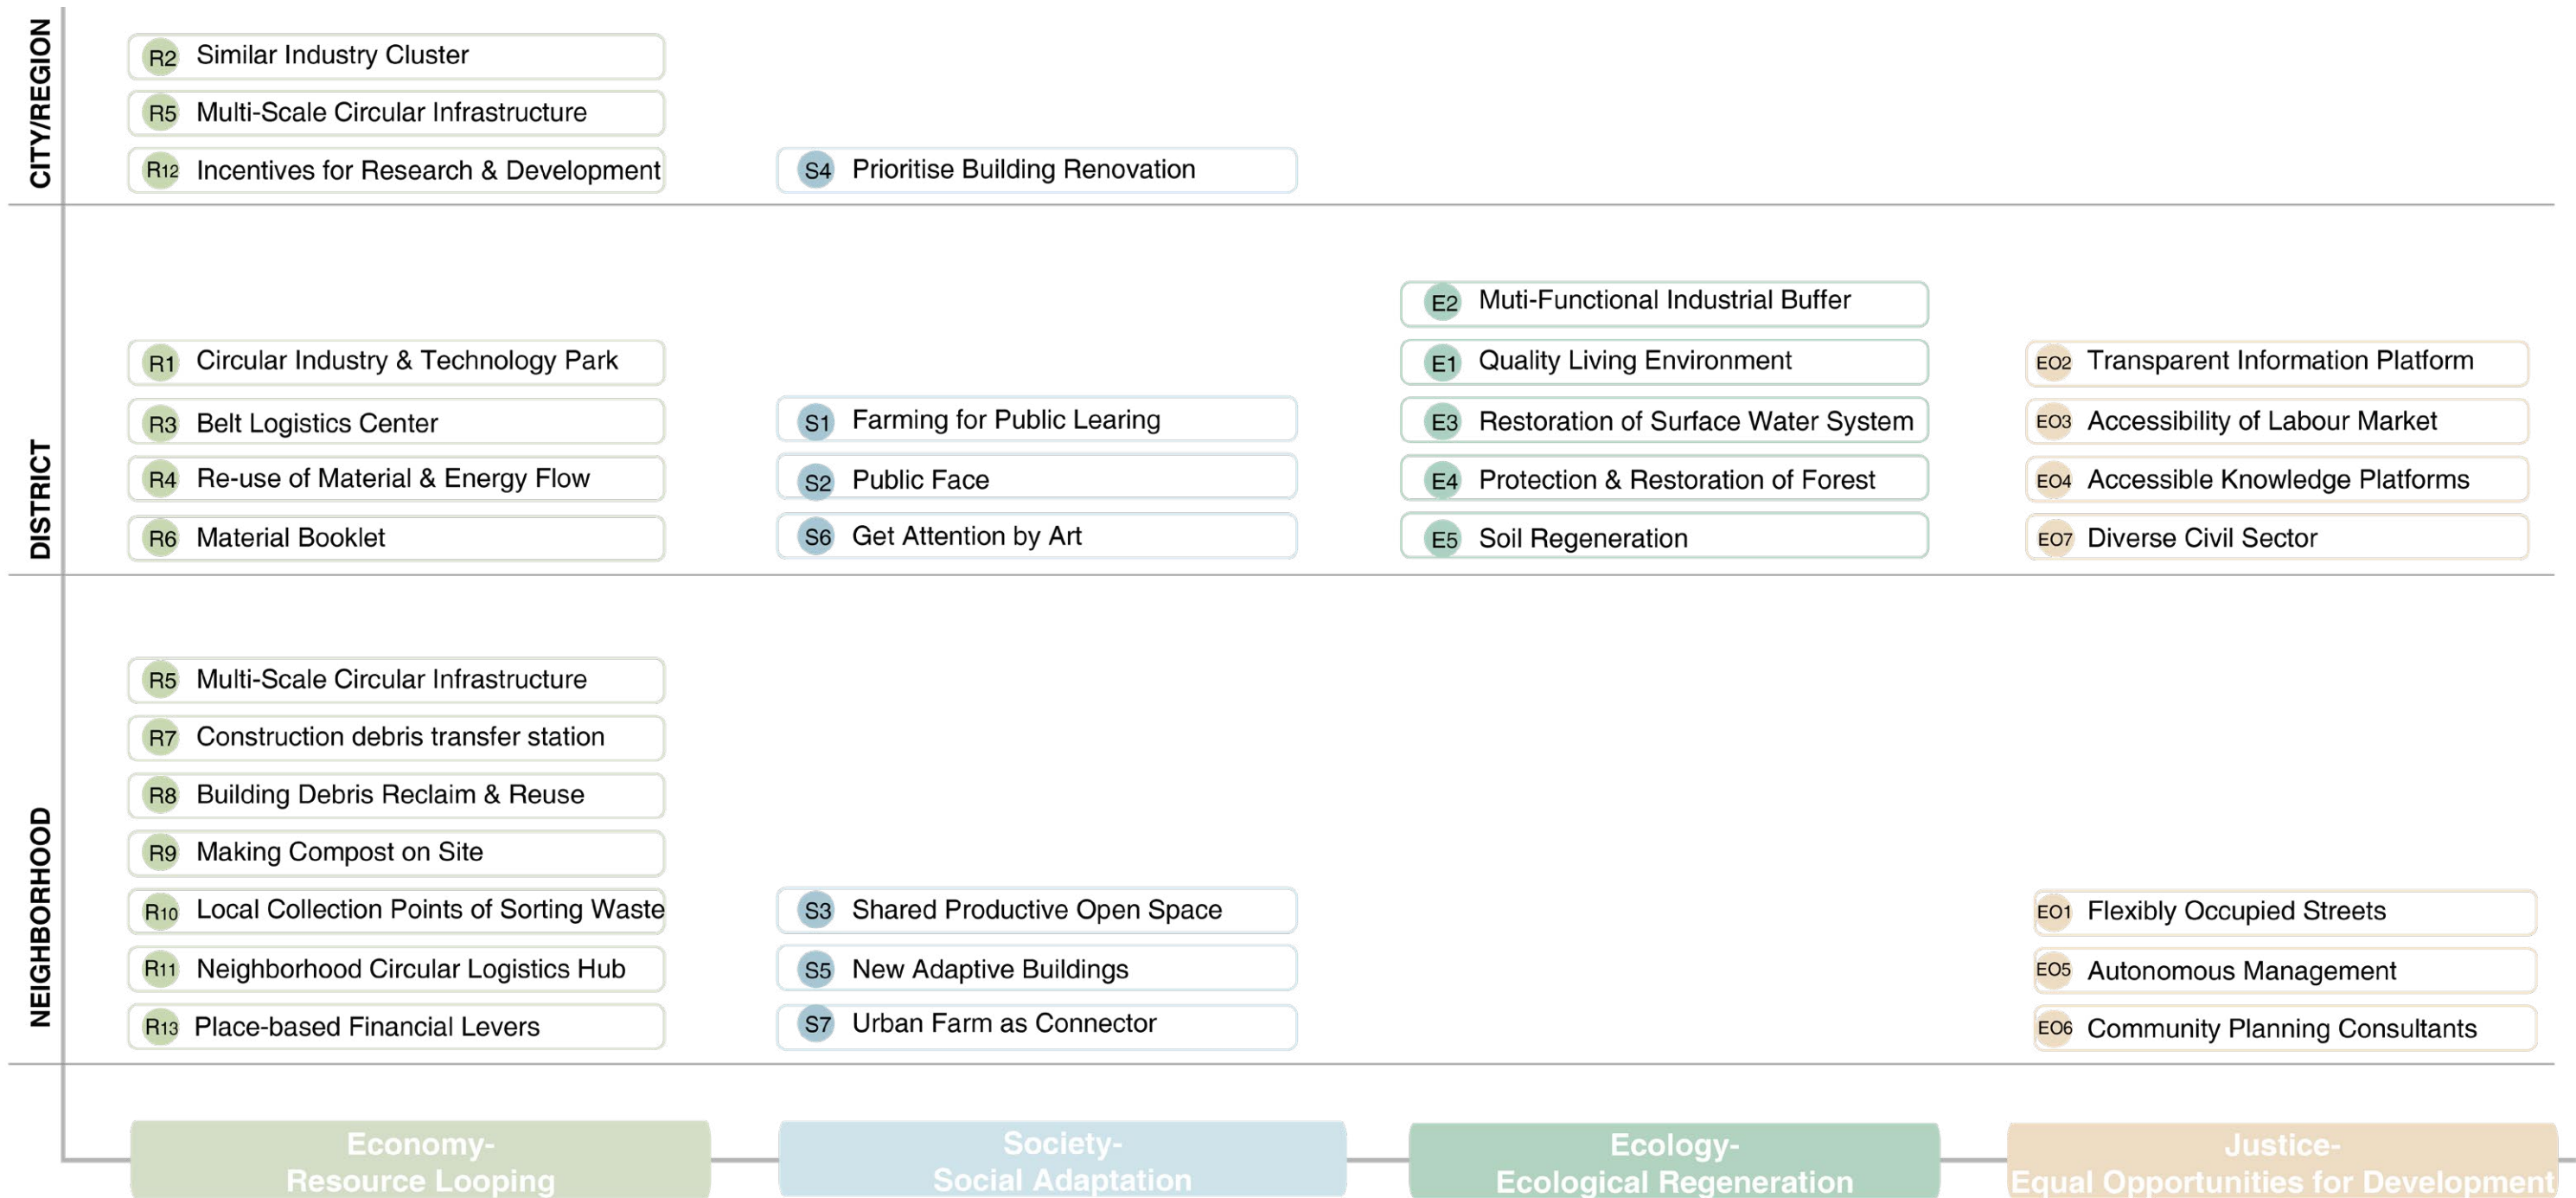 CITY/REGION
R2 Similar Industry Cluster
R5 Multi-Scale Circular Infrastructure
R12 Incentives for Research & Development
S4 Prioritise Building Renovation
DISTRICT
R1 Circular Industry & Technology Park
R3 Belt Logistics Center
R4 Re-use of Material & Energy Flow
R6 Material Booklet
S1 Farming for Public Learing
S2 Public Face
S6 Get Attention by Art
E2 Muti-Functional Industrial Buffer
E1 Quality Living Environment
E3 Restoration of Surface Water System
E4 Protection & Restoration of Forest
E5 Soil Regeneration
EO2 Transparent Information Platform
EO3 Accessibility of Labour Market
EO4 Accessible Knowledge Platforms
EO7 Diverse Civil Sector
NEIGHBORHOOD
R5 Multi-Scale Circular Infrastructure
R7 Construction debris transfer station
R8 Building Debris Reclaim & Reuse
R9 Making Compost on Site
R10 Local Collection Points of Sorting Waste
R11 Neighborhood Circular Logistics Hub
R13 Place-based Financial Levers
S3 Shared Productive Open Space
S5 New Adaptive Buildings
S7 Urban Farm as Connector
EO1 Flexibly Occupied Streets
EO5 Autonomous Management
EO6 Community Planning Consultants
Economy-
Resource Looping
Society-
Social Adaptation
Ecology-
Ecological Regeneration
Justice-
Equal Opportunities for Development